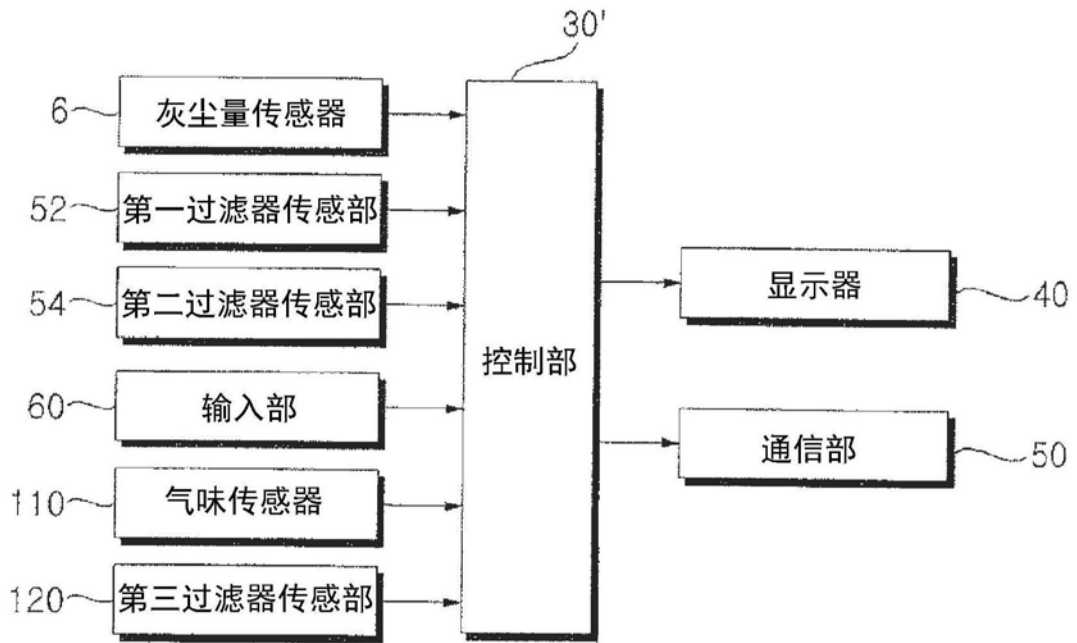 30'
6 灰尘量传感器
52 第一过滤器传感部
54 第二过滤器传感部
60 输入部
110 气味传感器
120 第三过滤器传感部
控制部
显示器 40
通信部 50